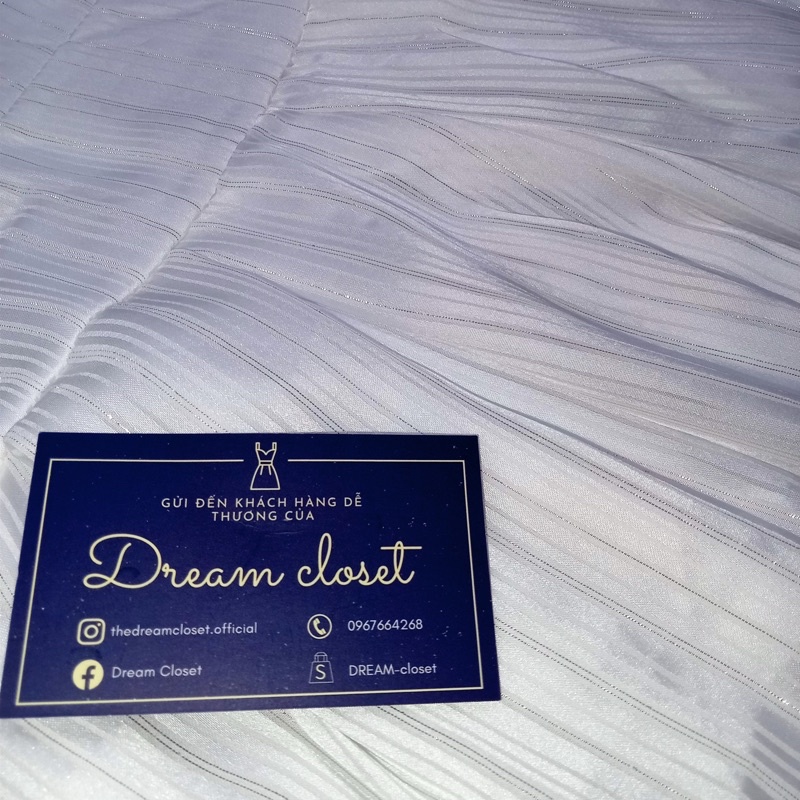 GỬI ĐẾN KHÁCH HÀNG DỄ
THƯƠNG CỦA
Dream closet
thedreamcloset.official
0967664268
Dream Closet
S
DREAM-closet